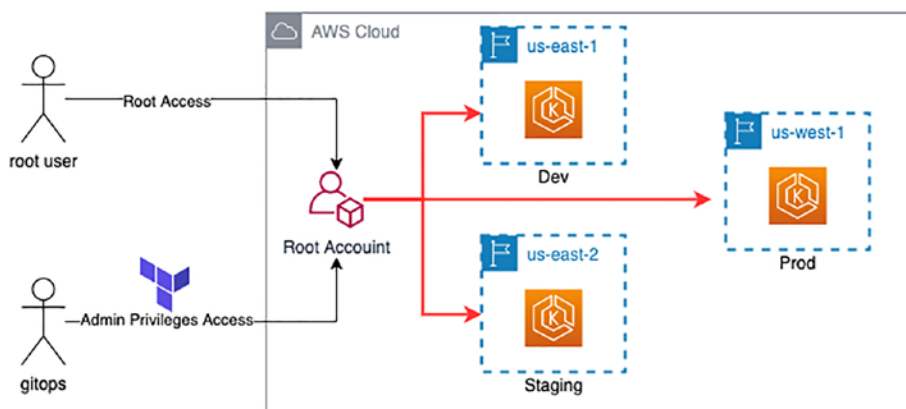 AWS Cloud
us-east-1
Root Access
us-west-1
root user
Dev
Root Accouint
us-east-2
Prod
Admin Privileges Access
gitops
Staging